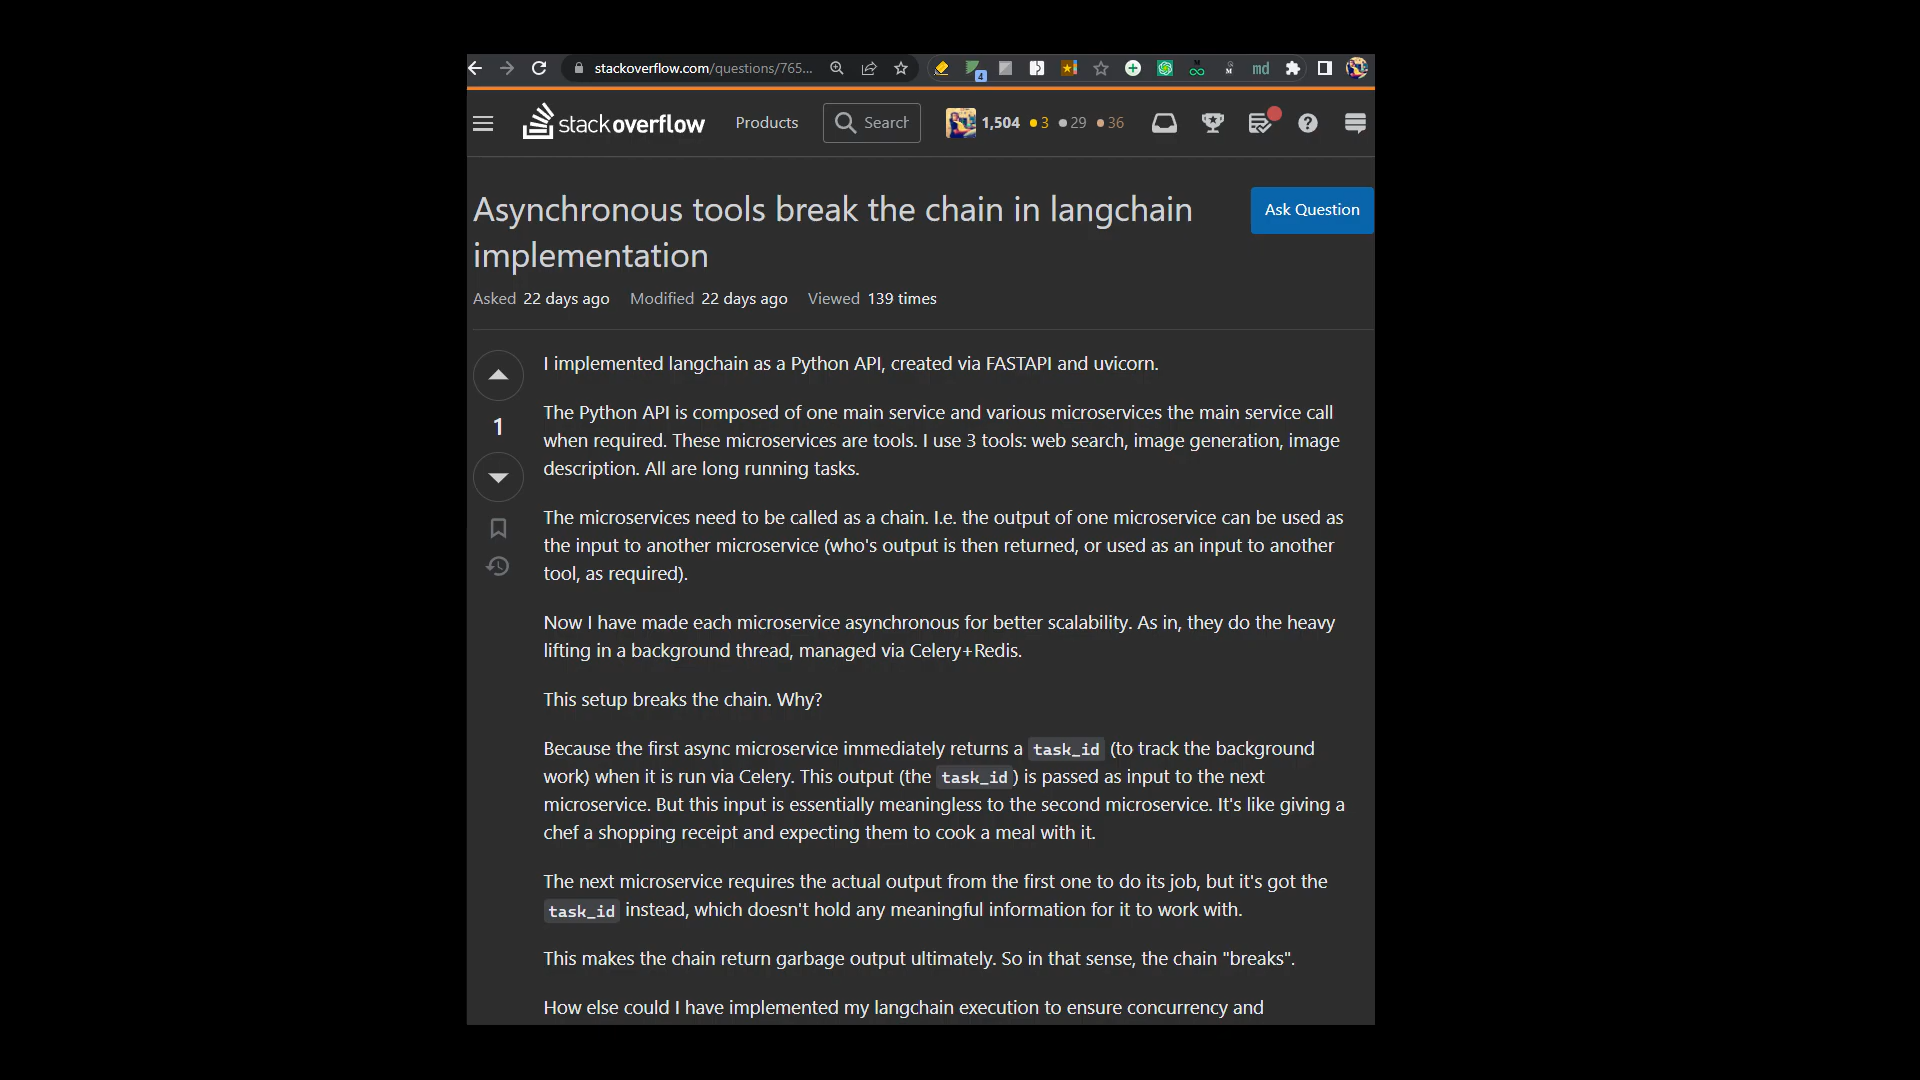 stackoverflow.com/questions/765...
4
M
md
stackoverflow
Products
Search
1,504
3
29
36
Asynchronous tools break the chain in langchain
implementation
Ask Question
Asked 22 days ago Modified 22 days ago Viewed 139 times
I implemented langchain as a Python API, created via FASTAPI and uvicorn.
The Python API is composed of one main service and various microservices the main service call
when required. These microservices are tools. I use 3 tools: web search, image generation, image
description. All are long running tasks.
1
The microservices need to be called as a chain. I.e. the output of one microservice can be used as
the input to another microservice (who's output is then returned, or used as an input to another
tool, as required).
Now I have made each microservice asynchronous for better scalability. As in, they do the heavy
lifting in a background thread, managed via Celery+Redis.
This setup breaks the chain. Why?
Because the first async microservice immediately returns a task_id (to track the background
work) when it is run via Celery. This output (the task_id) is passed as input to the next
microservice. But this input is essentially meaningless to the second microservice. It's like giving a
chef a shopping receipt and expecting them to cook a meal with it.
The next microservice requires the actual output from the first one to do its job, but it's got the
task_id instead, which doesn't hold any meaningful information for it to work with.
This makes the chain return garbage output ultimately. So in that sense, the chain "breaks".
How else could I have implemented my langchain execution to ensure concurrency and